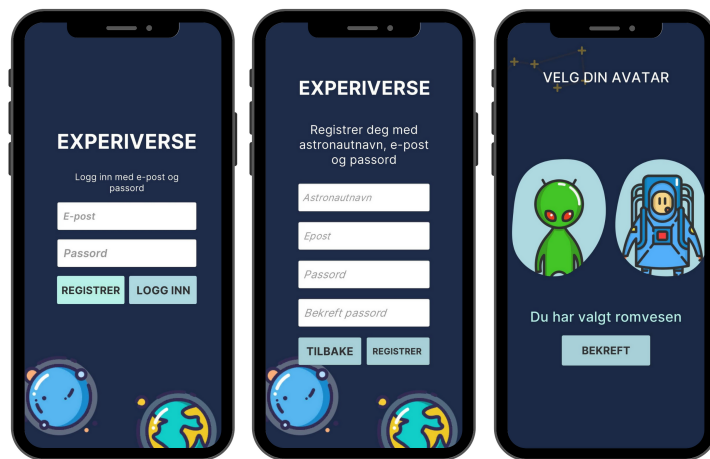 EXPERIVERSE
Logg inn med e-post og
passord
E-post
Passord
REGISTRER
LOGG INN
EXPERIVERSE
Registrer deg med
astronautnavn, e-post
og passord
Astronautnavn
Epost
Passord
Bekreft passord
TILBAKE
REGISTRER
VELG DIN AVATAR
Du har valgt romvesen
BEKREFT